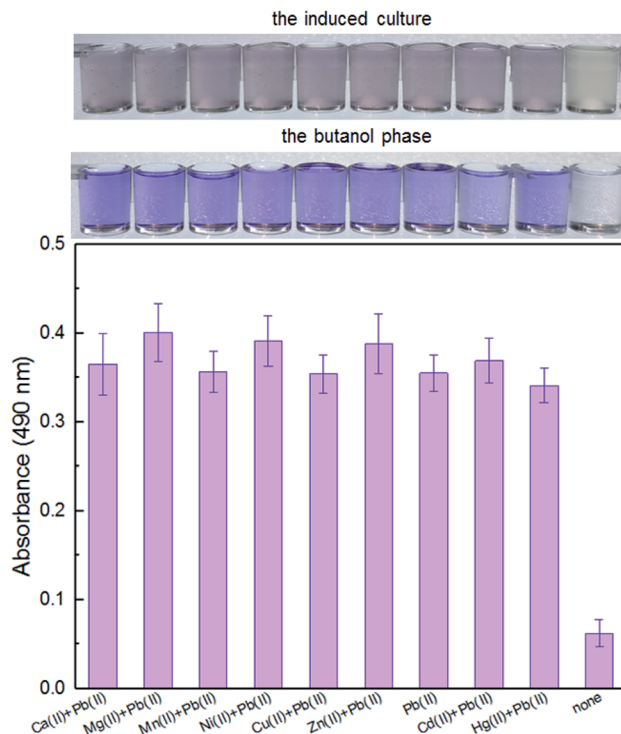 the induced culture
the butanol phase
0.5
0.4
0.3
0.2
0.1
0.0
Absorbance (490 nm)
Ca(II)+Pb(II)
Mg(II)+Pb(II)
Mn(II)+Pb(II)
Ni(II)+Pb(II)
Cu(II)+Pb(II)
Zn(II)+Pb(II)
Pb(II)
Cd(II)+Pb(II)
Hg(II)+Pb(II)
none